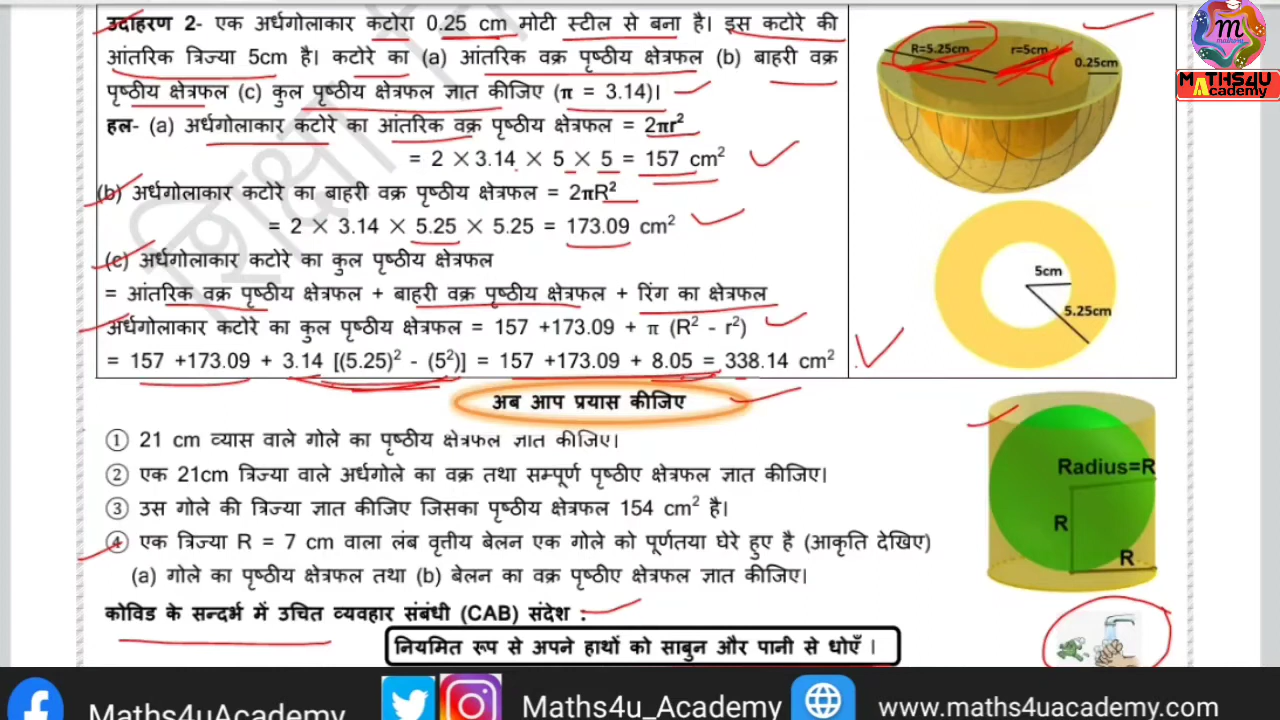 उदाहरण 2- एक अर्धगोलाकार कटोरा 0.25 cm मोटी स्टील से बना है। इस कटोरे की
आंतरिक त्रिज्या 5cm है। कटोरे का (a) आंतरिक वक्र पृष्ठीय क्षेत्रफल (b) बाहरी वक्र
पृष्ठीय क्षेत्रफल (c) कुल पृष्ठीय क्षेत्रफल ज्ञात कीजिए (π = 3.14)।
हल- (a) अर्धगोलाकार कटोरे का आंतरिक वक्र पृष्ठीय क्षेत्रफल = 2πr²
= 2 ×3.14 × 5 × 5 = 157 cm²
(b) अर्धगोलाकार कटोरे का बाहरी वक्र पृष्ठीय क्षेत्रफल = 2πR²
= 2 × 3.14 × 5.25 × 5.25 = 173.09 cm²
(c) अर्धगोलाकार कटोरे का कुल पृष्ठीय क्षेत्रफल
= आंतरिक वक्र पृष्ठीय क्षेत्रफल + बाहरी वक्र पृष्ठीय क्षेत्रफल + रिंग का क्षेत्रफल
अर्धगोलाकार कटोरे का कुल पृष्ठीय क्षेत्रफल = 157 +173.09 + π (R² - r²)
= 157 +173.09 + 3.14 [(5.25)² - (5²)] = 157 +173.09 + 8.05 = 338.14 cm²
R=5.25cm r=5cm
0.25cm
5cm
5.25cm
MATHS4U
Academy
शिक्षा
अब आप प्रयास कीजिए
① 21 cm व्यास वाले गोले का पृष्ठीय क्षेत्रफल ज्ञात कीजिए।
② एक 21cm त्रिज्या वाले अर्धगोले का वक्र तथा सम्पूर्ण पृष्ठीए क्षेत्रफल ज्ञात कीजिए।
③ उस गोले की त्रिज्या ज्ञात कीजिए जिसका पृष्ठीय क्षेत्रफल 154 cm² है।
④ एक त्रिज्या R = 7 cm वाला लंब वृत्तीय बेलन एक गोले को पूर्णतया घेरे हुए है (आकृति देखिए)
(a) गोले का पृष्ठीय क्षेत्रफल तथा (b) बेलन का वक्र पृष्ठीए क्षेत्रफल ज्ञात कीजिए।
Radius=R
R
R
कोविड के सन्दर्भ में उचित व्यवहार संबंधी (CAB) संदेश :
नियमित रूप से अपने हाथों को साबुन और पानी से धोएँ ।
Maths4uAcademy
Maths4u_Academy
www.maths4uacademy.com